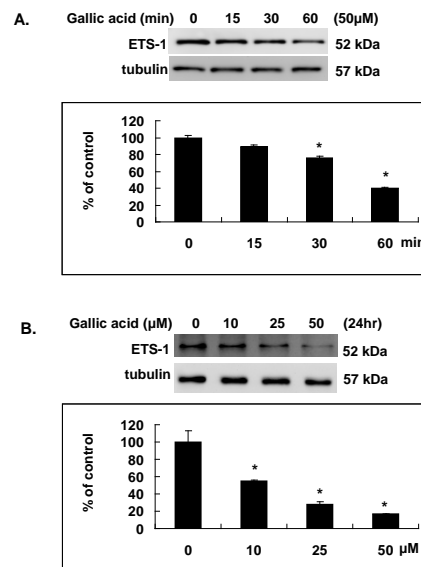 A.
Gallic acid (min) 0 15 30 60 (50μM)
ETS-1 52 kDa
tubulin 57 kDa
% of control
120
100
80
60
40
20
0
* *
0 15 30 60 min
B.
Gallic acid (μM) 0 10 25 50 (24hr)
ETS-1 52 kDa
tubulin 57 kDa
% of control
120
100
80
60
40
20
0
* * *
0 10 25 50 μM